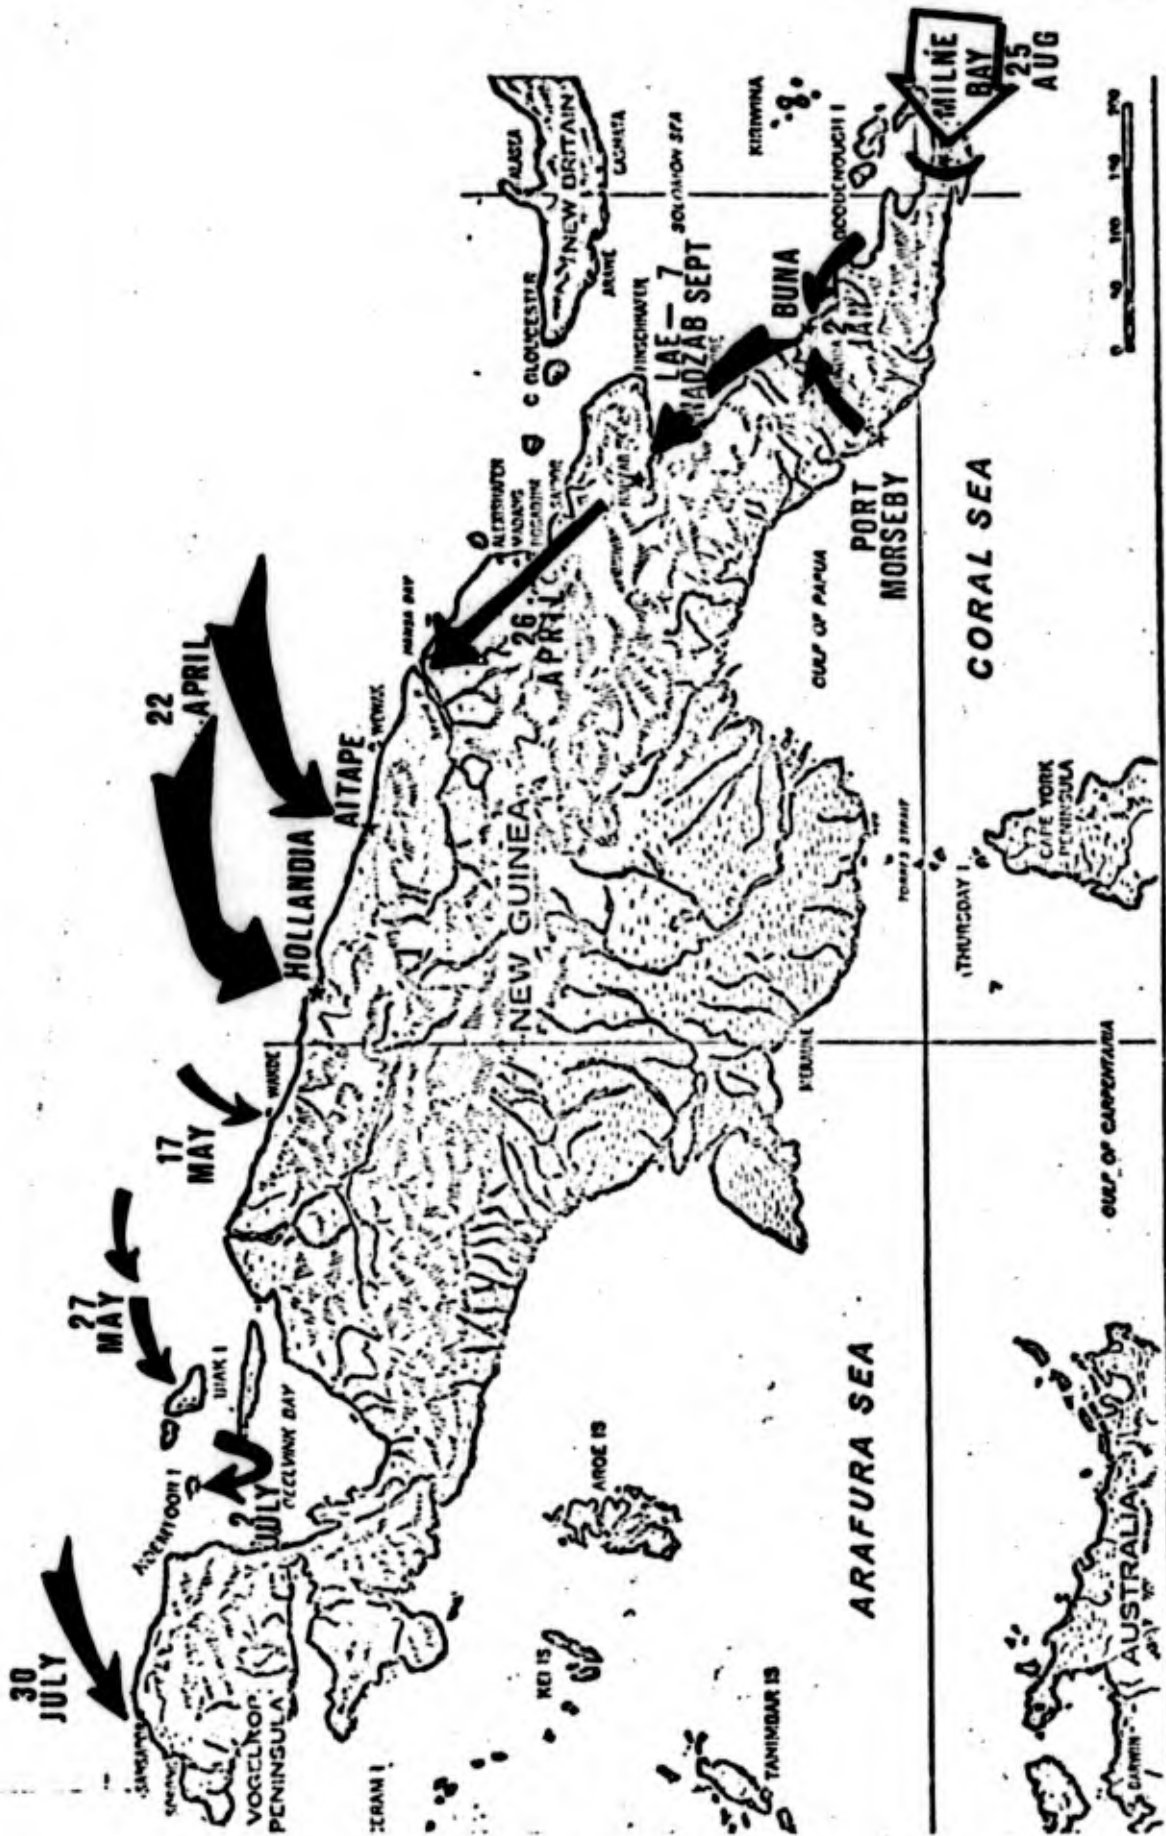 30
JULY
27
MAY
17
MAY
22
APRIL
HOLLANDIA
AITAPE
WEWAK
HANSA BAY
26
APRIL
ALEXISHAFEN
MADANG
C GLOUCESTER
NEW BRITAIN
ARAWE
GASMATA
FINSCHHAFEN
LAE — 7
NADZAB SEPT
SOLOMON SEA
KIRIWINA
GOODENOUGH I
BUNA
2
JAN
MILNE
BAY
25
AUG
PORT
MORSEBY
GULF OF PAPUA
CORAL SEA
NEW GUINEA
WAKDE
BIAK I
GEELVINK BAY
2
JULY
VOGELKOP
PENINSULA
CERAM I
KEI IS
AROE IS
TANIMBAR IS
ARAFURA SEA
MERAUKE
TORRES STRAIT
THURSDAY I
CAPE YORK
PENINSULA
GULF OF CARPENTARIA
AUSTRALIA
DARWIN
0
100
200